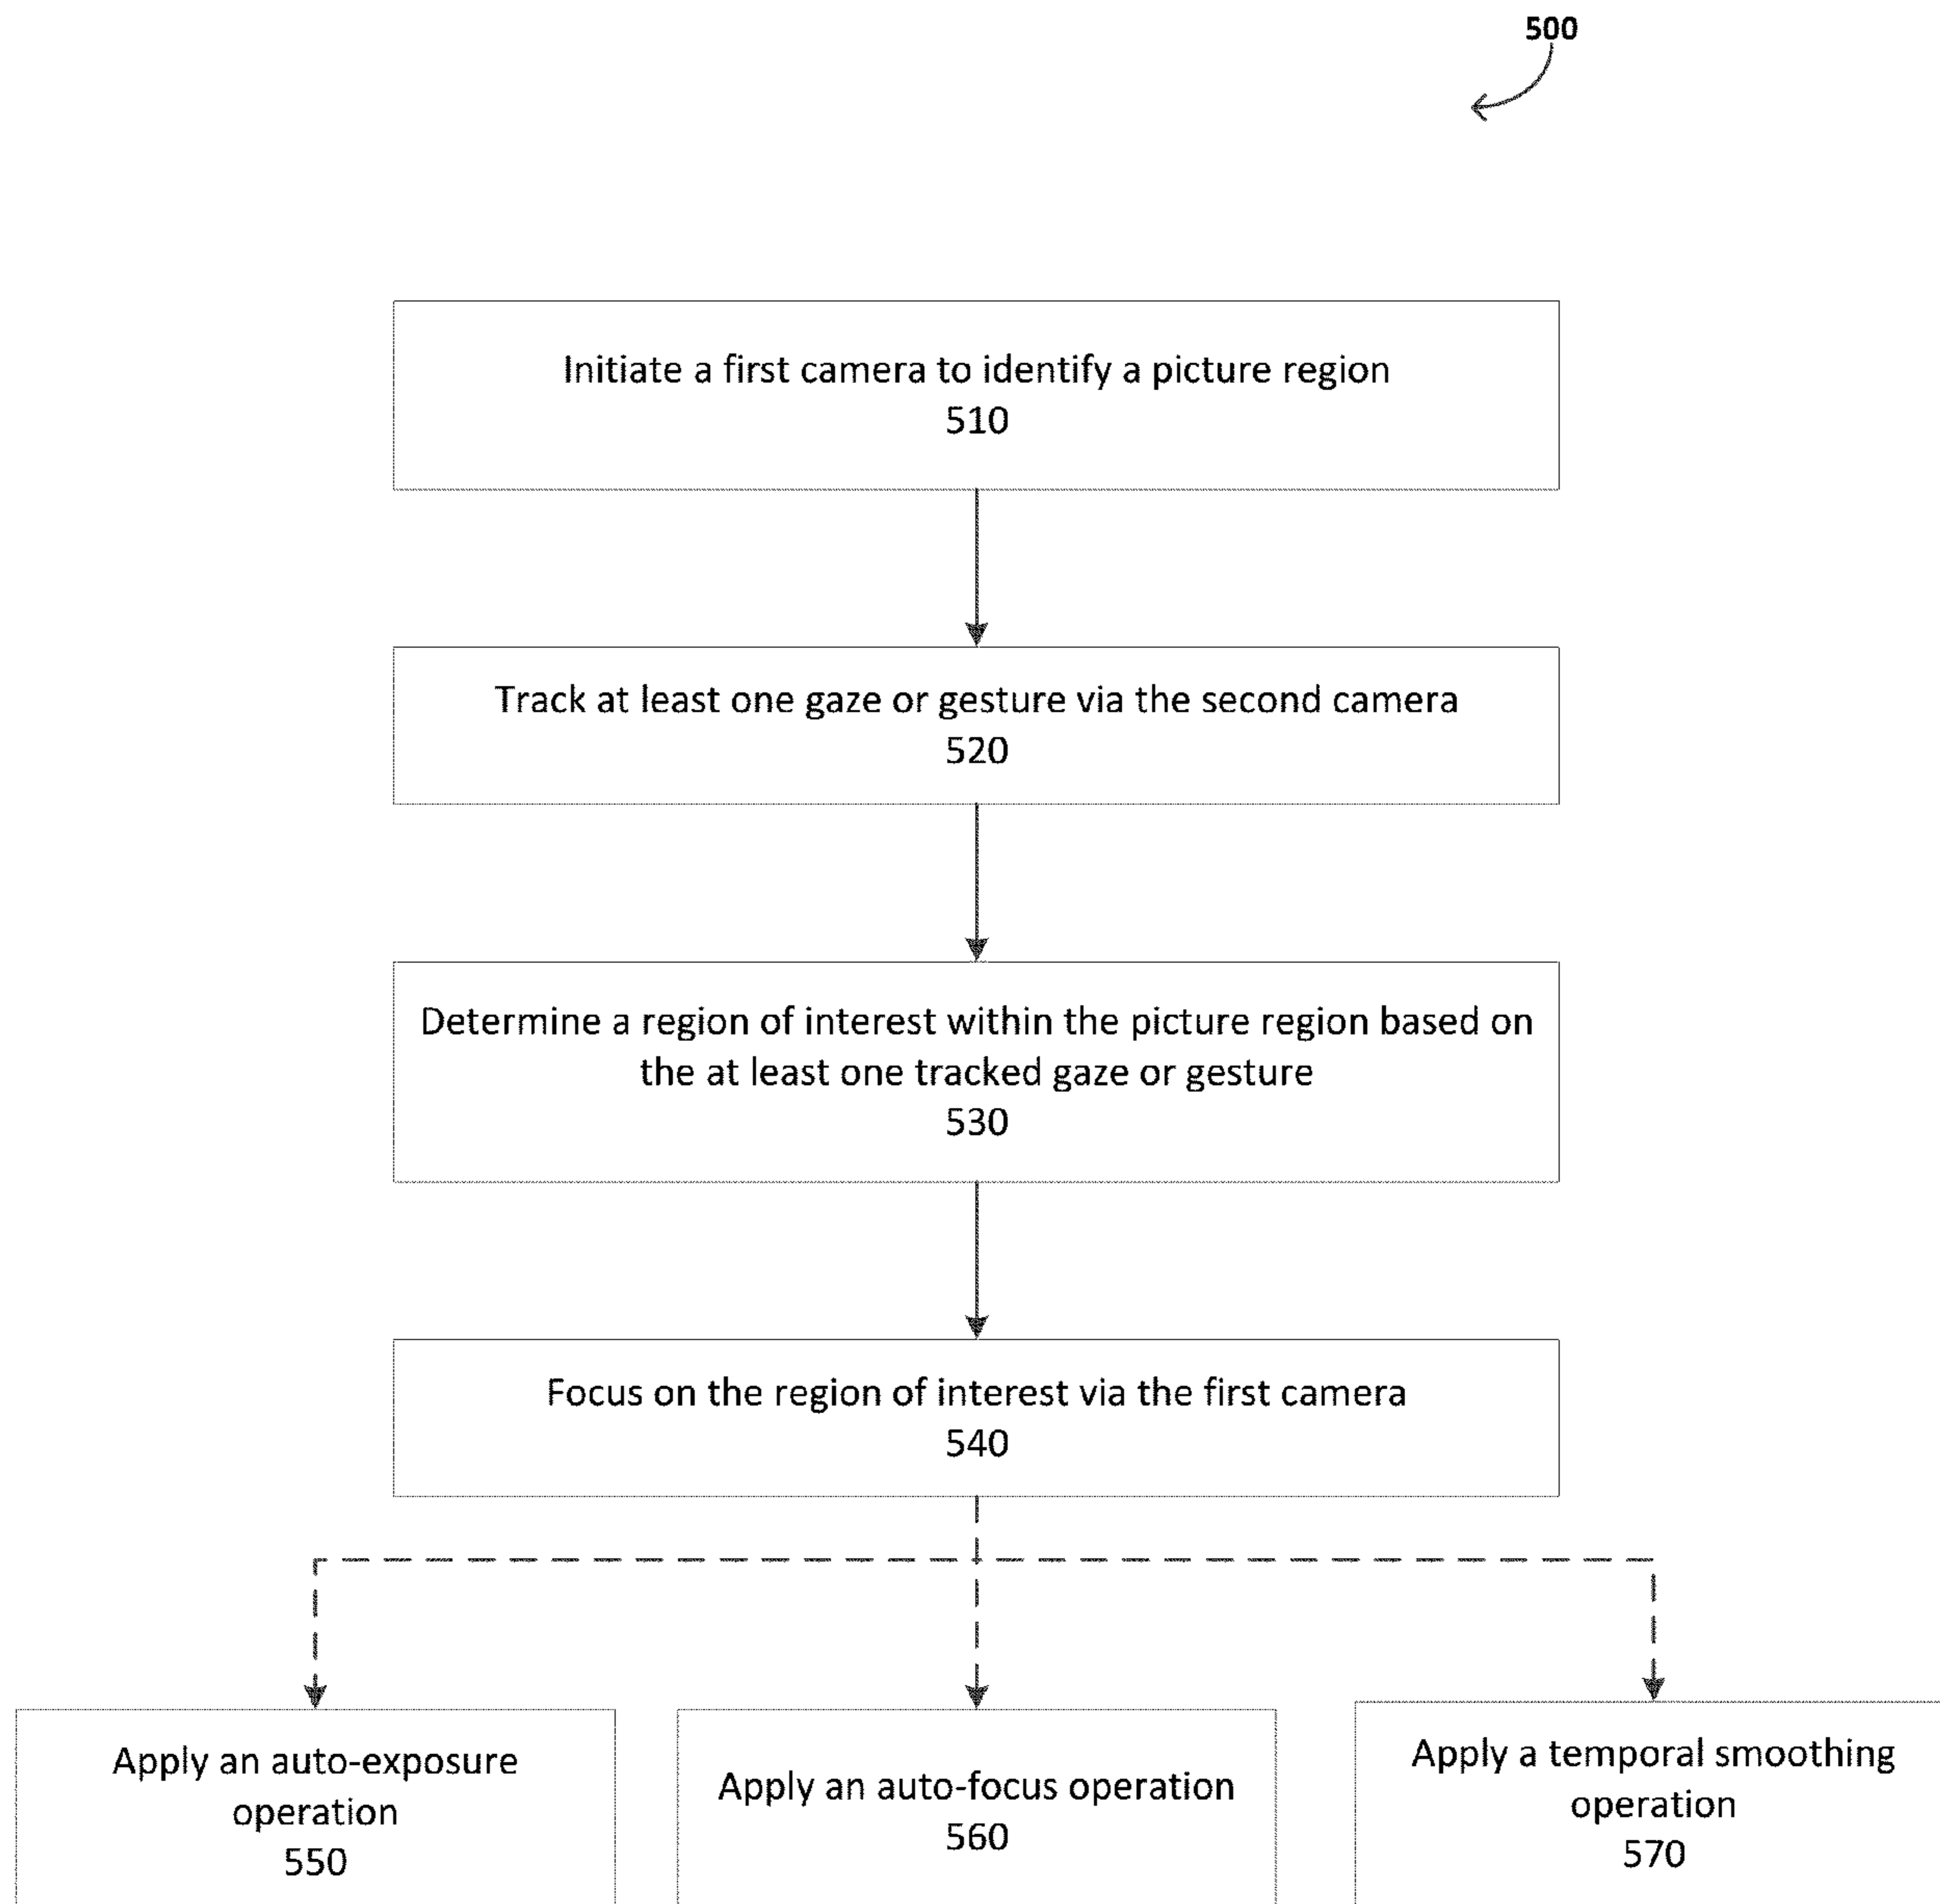 500
Initiate a first camera to identify a picture region
510
Track at least one gaze or gesture via the second camera
520
Determine a region of interest within the picture region based on
the at least one tracked gaze or gesture
530
Focus on the region of interest via the first camera
540
Apply an auto-exposure
operation
550
Apply an auto-focus operation
560
Apply a temporal smoothing
operation
570